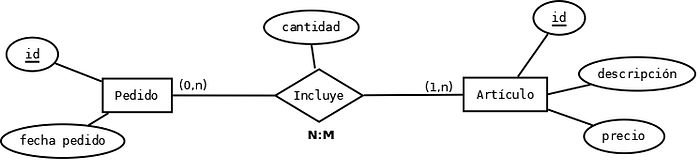 id
cantidad
id
Pedido
(0,n)
Incluye
(1,n)
Artículo
descripción
fecha pedido
N:M
precio